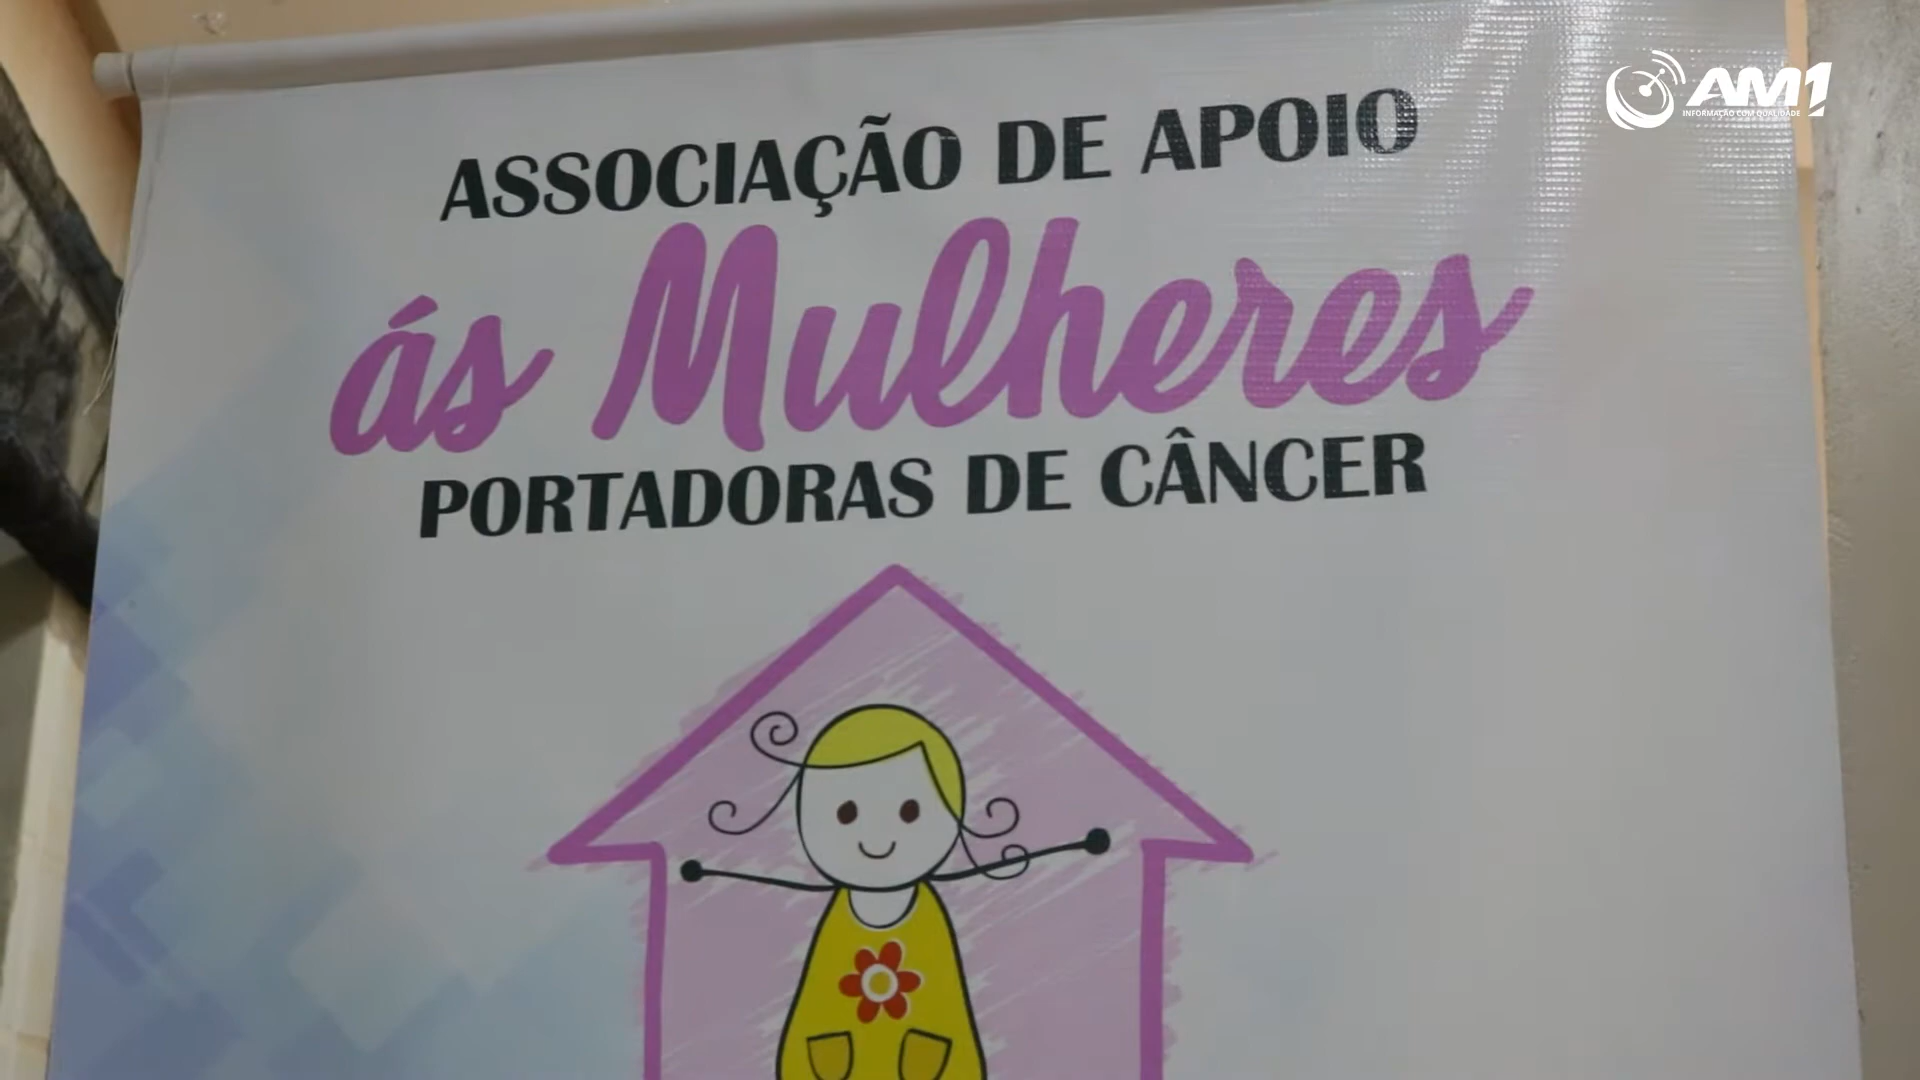 AM1
INFORMAÇÃO COM QUALIDADE
ASSOCIAÇÃO DE APOIO
ás Mulheres
PORTADORAS DE CÂNCER